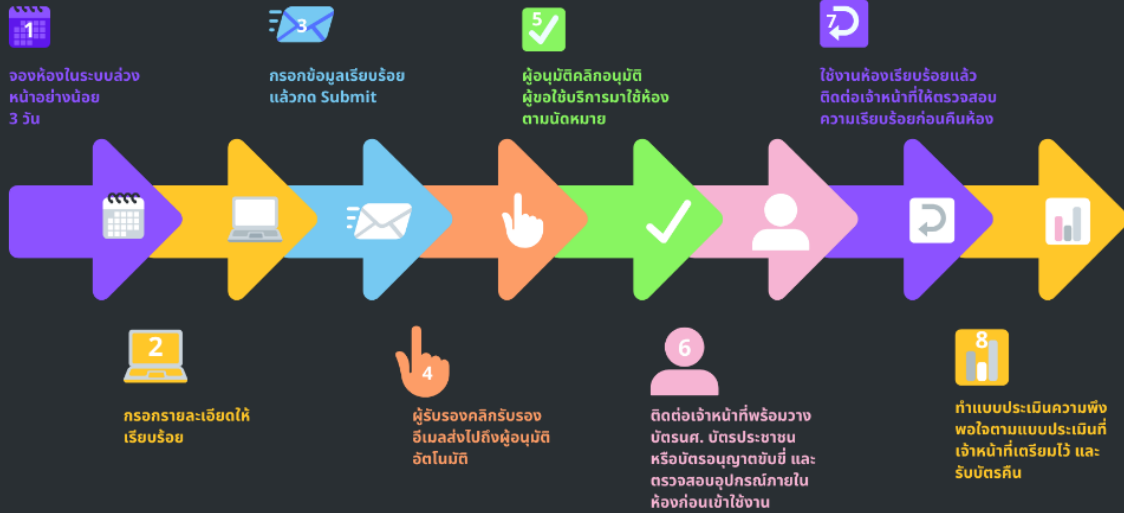 1
จองห้องในระบบล่วง
หน้าอย่างน้อย
3 วัน
2
กรอกรายละเอียดให้
เรียบร้อย
3
กรอกข้อมูลเรียบร้อย
แล้วกด Submit
4
ผู้รับรองคลิกรับรอง
อีเมลส่งไปถึงผู้อนุมัติ
อัตโนมัติ
5
ผู้อนุมัติคลิกอนุมัติ
ผู้ขอใช้บริการมาใช้ห้อง
ตามนัดหมาย
6
ติดต่อเจ้าหน้าที่พร้อมวาง
บัตรนศ. บัตรประชาชน
หรือบัตรอนุญาตขับขี่ และ
ตรวจสอบอุปกรณ์ภายใน
ห้องก่อนเข้าใช้งาน
7
ใช้งานห้องเรียบร้อยแล้ว
ติดต่อเจ้าหน้าที่ให้ตรวจสอบ
ความเรียบร้อยก่อนคืนห้อง
8
ทำแบบประเมินความพึง
พอใจตามแบบประเมินที่
เจ้าหน้าที่เตรียมไว้ และ
รับบัตรคืน